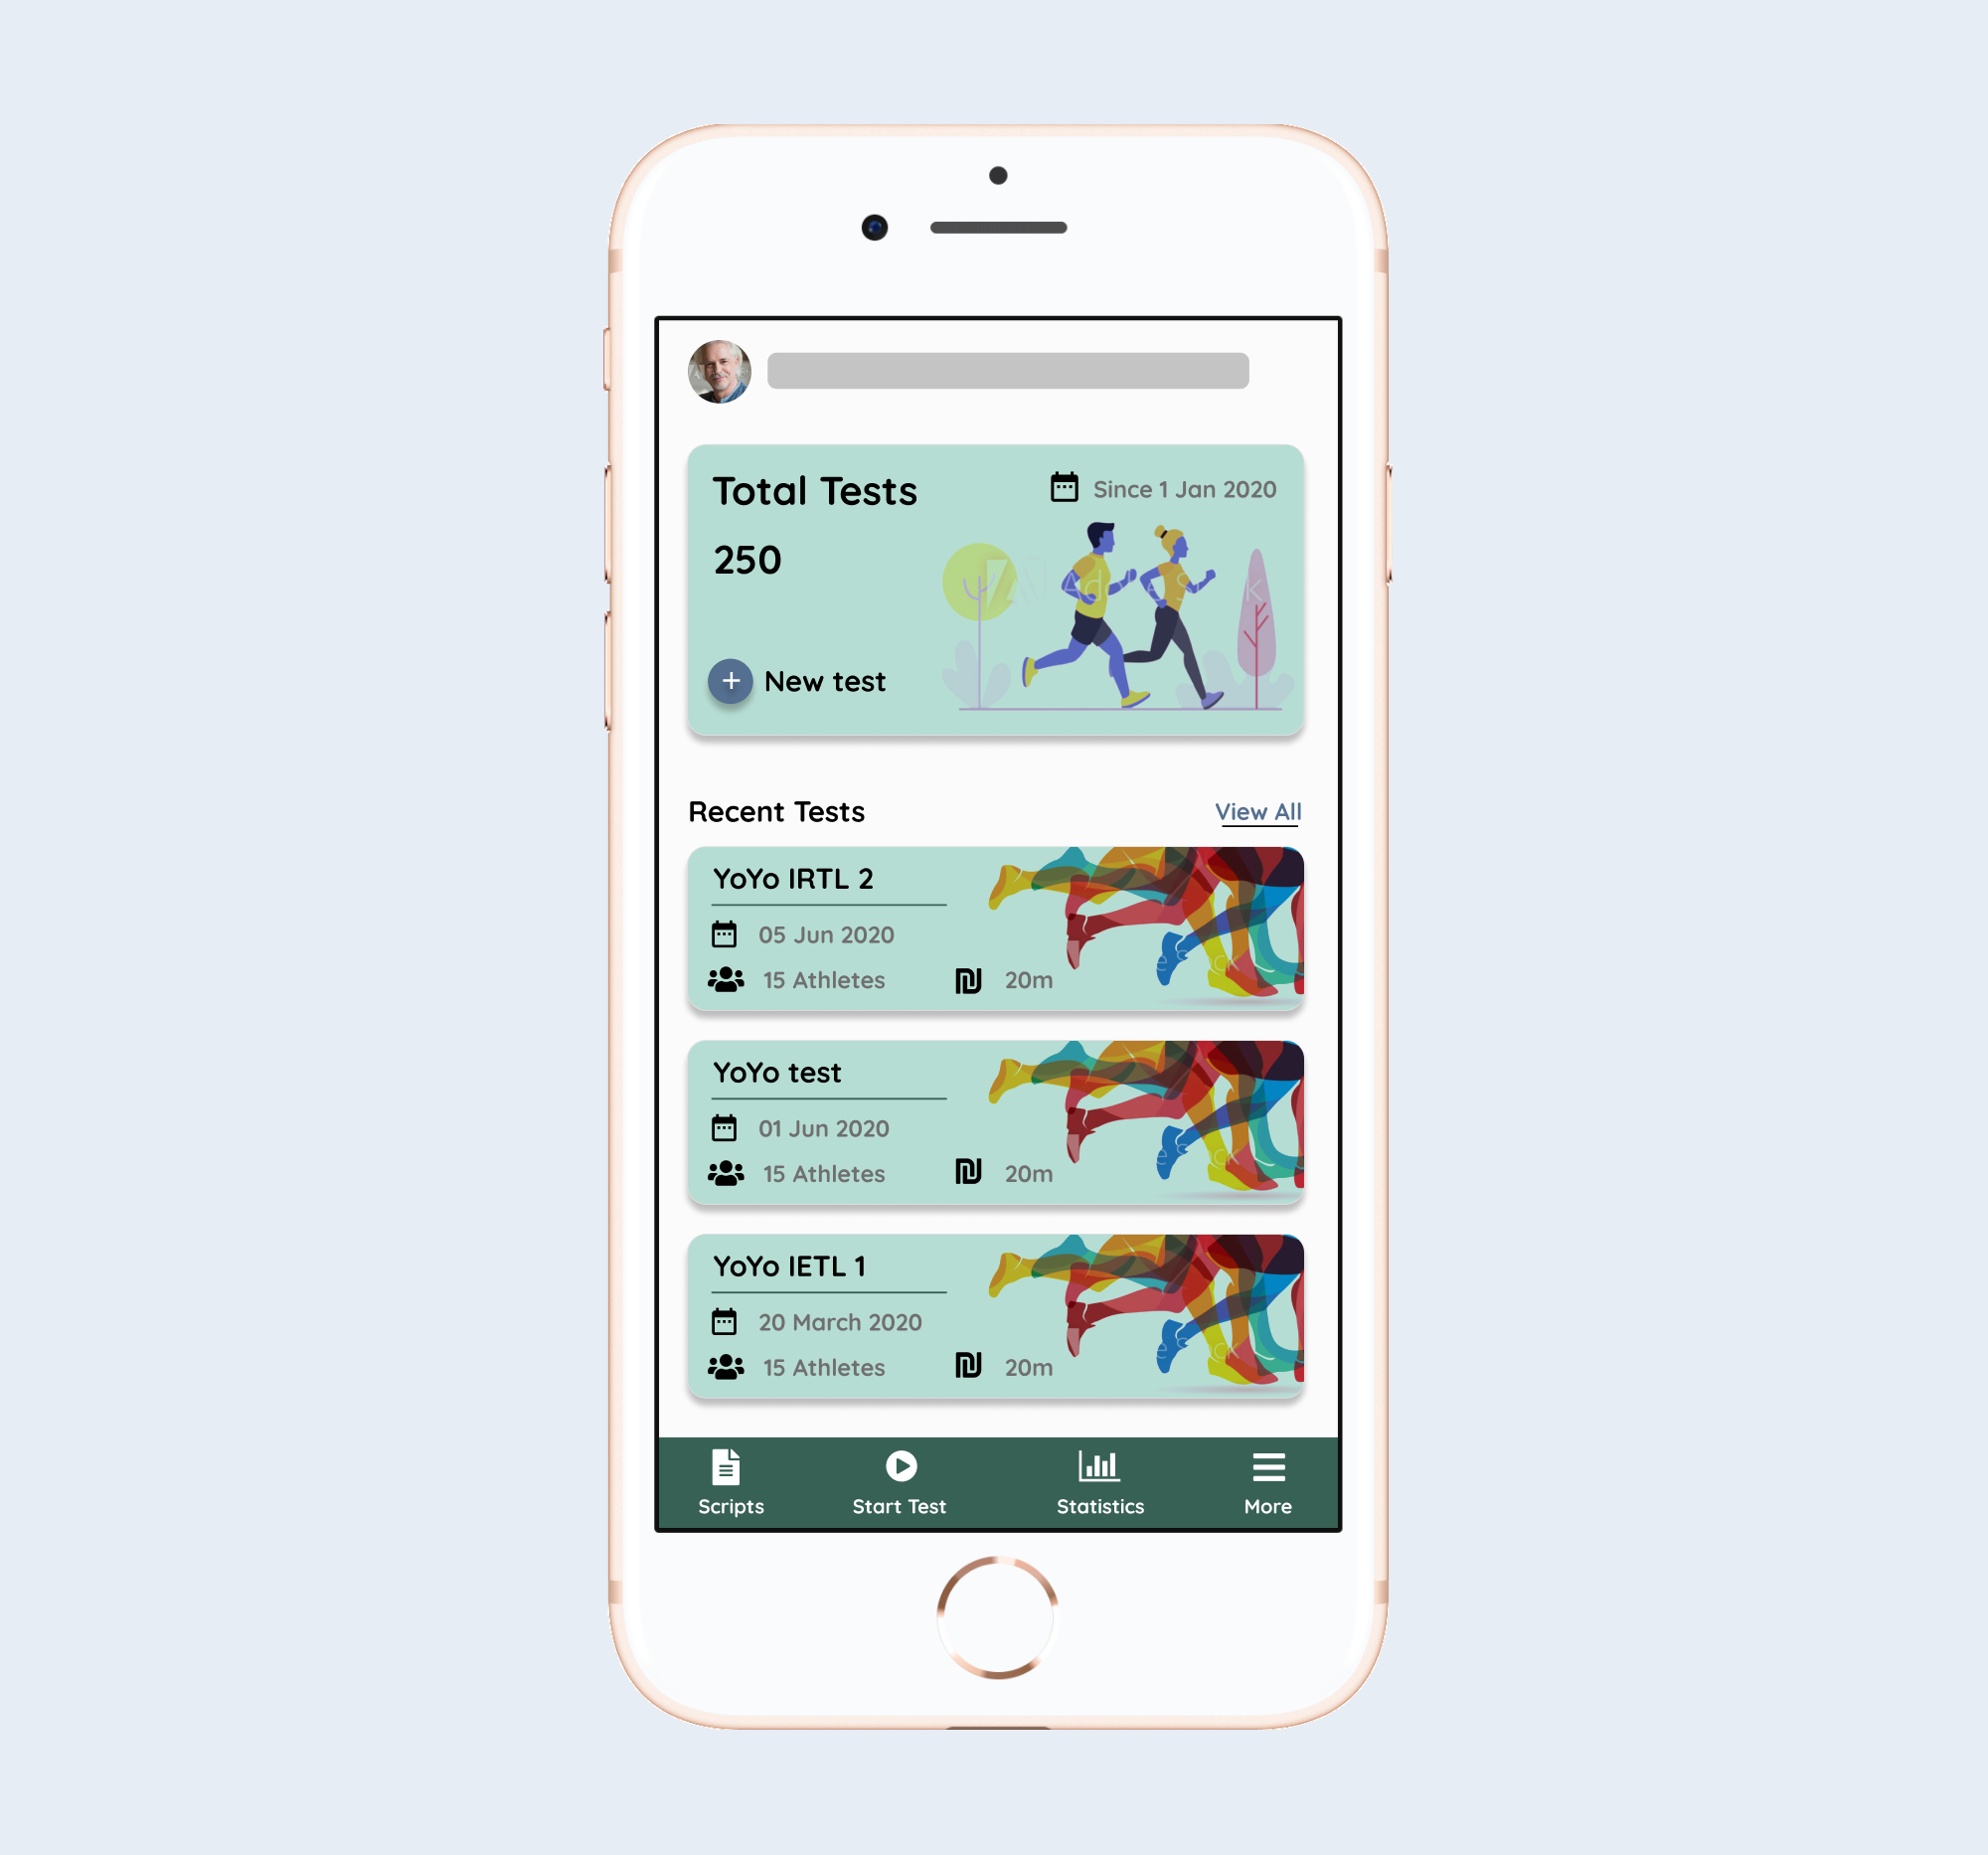 Total Tests
Since 1 Jan 2020
250
New test
Recent Tests
View All
YoYo IRTL 2
05 Jun 2020
15 Athletes
20m
YoYo test
01 Jun 2020
15 Athletes
20m
YoYo IETL 1
20 March 2020
15 Athletes
20m
Scripts
Start Test
Statistics
More